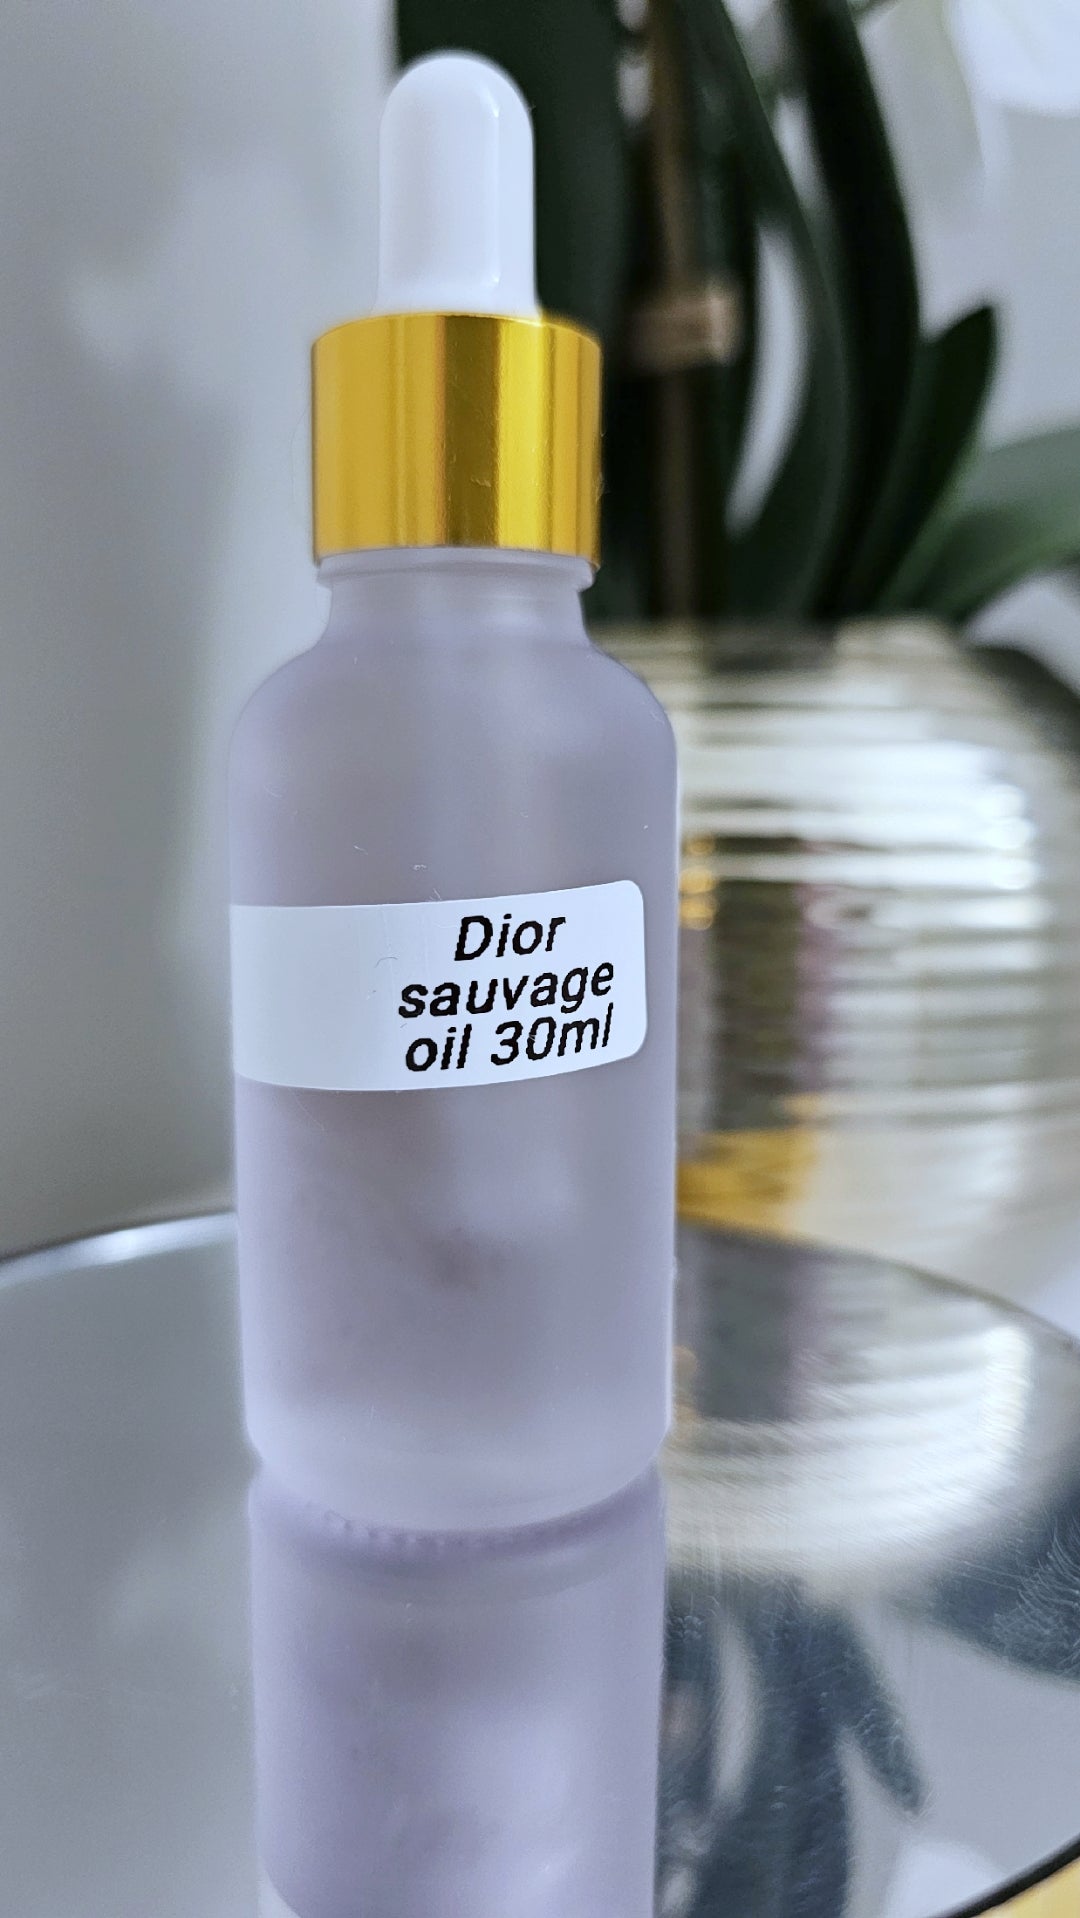 Dior
sauvage
oil 30ml